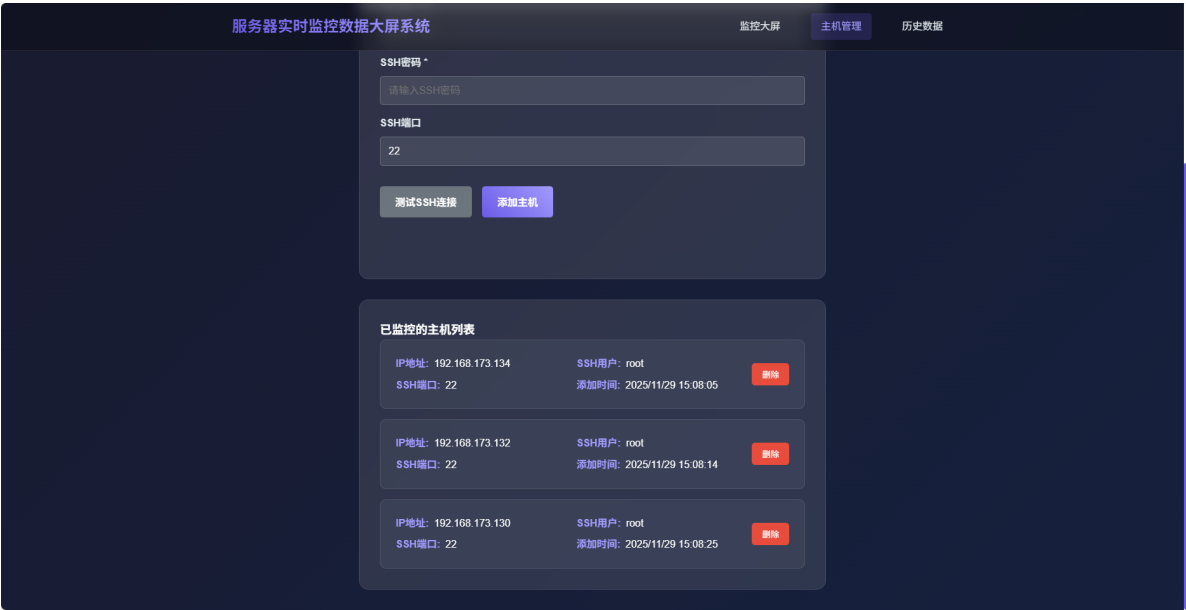 服务器实时监控数据大屏系统 监控大屏 主机管理 历史数据
SSH密码 *
请输入SSH密码
SSH端口
22
测试SSH连接 添加主机
已监控的主机列表
IP地址: 192.168.173.134 SSH用户: root
SSH端口: 22 添加时间: 2025/11/29 15:08:05
删除
IP地址: 192.168.173.132 SSH用户: root
SSH端口: 22 添加时间: 2025/11/29 15:08:14
删除
IP地址: 192.168.173.130 SSH用户: root
SSH端口: 22 添加时间: 2025/11/29 15:08:25
删除